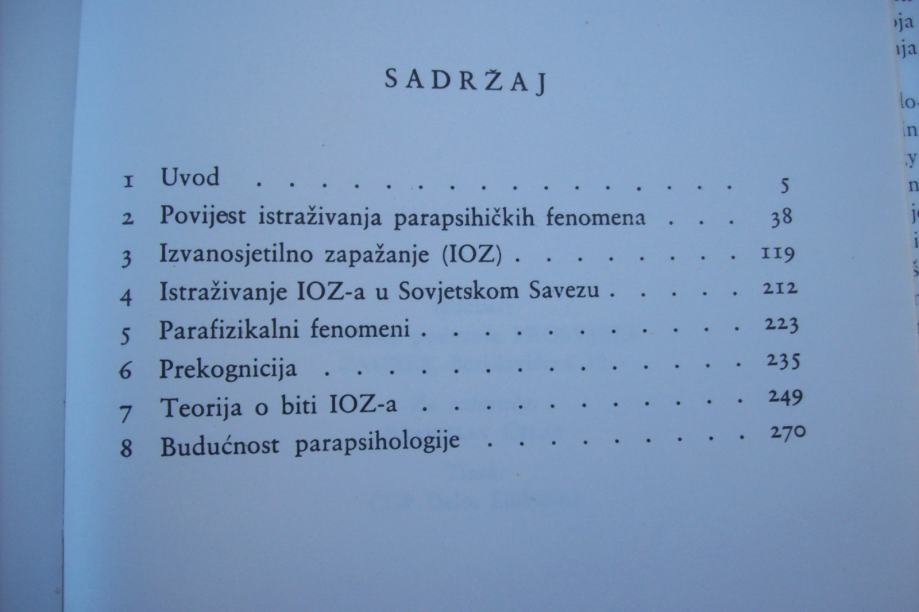 SADRŽAJ
1 Uvod . . . . . . . . . . . . . . . . 5
2 Povijest istraživanja parapsihičkih fenomena . . . 38
3 Izvanosjetilno zapažanje (IOZ) . . . . . . . . 119
4 Istraživanje IOZ-a u Sovjetskom Savezu . . . . . 212
5 Parafizikalni fenomeni . . . . . . . . . . . 223
6 Prekognicija . . . . . . . . . . . . . 235
7 Teorija o biti IOZ-a . . . . . . . . . . . 249
8 Budućnost parapsihologije . . . . . . . . . 270